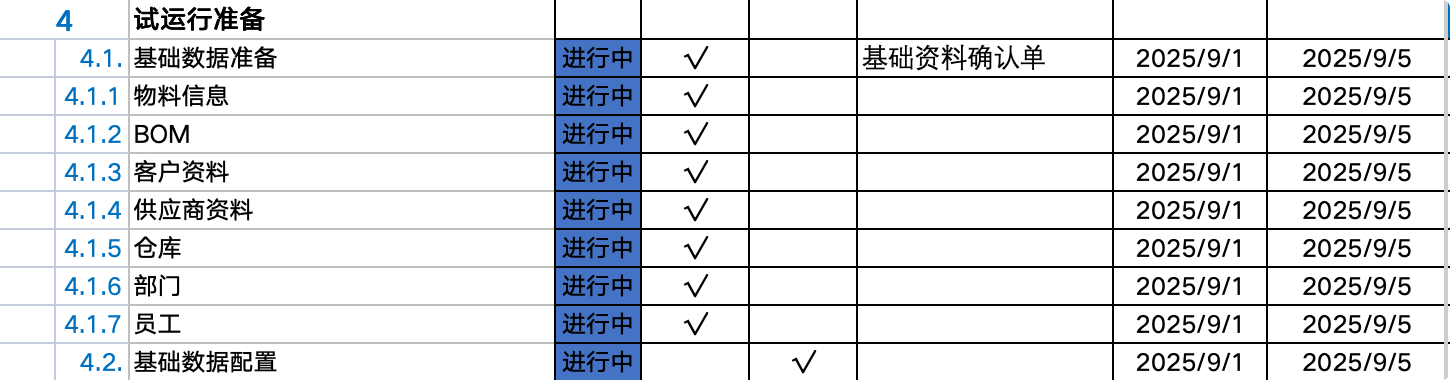 4 试运行准备
4.1. 基础数据准备 进行中 √ 基础资料确认单 2025/9/1 2025/9/5
4.1.1 物料信息 进行中 √ 2025/9/1 2025/9/5
4.1.2 BOM 进行中 √ 2025/9/1 2025/9/5
4.1.3 客户资料 进行中 √ 2025/9/1 2025/9/5
4.1.4 供应商资料 进行中 √ 2025/9/1 2025/9/5
4.1.5 仓库 进行中 √ 2025/9/1 2025/9/5
4.1.6 部门 进行中 √ 2025/9/1 2025/9/5
4.1.7 员工 进行中 √ 2025/9/1 2025/9/5
4.2. 基础数据配置 进行中 √ 2025/9/1 2025/9/5